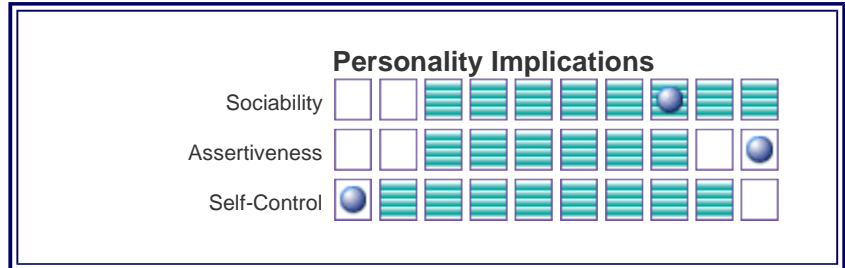 Personality Implications
Sociability
Assertiveness
Self-Control